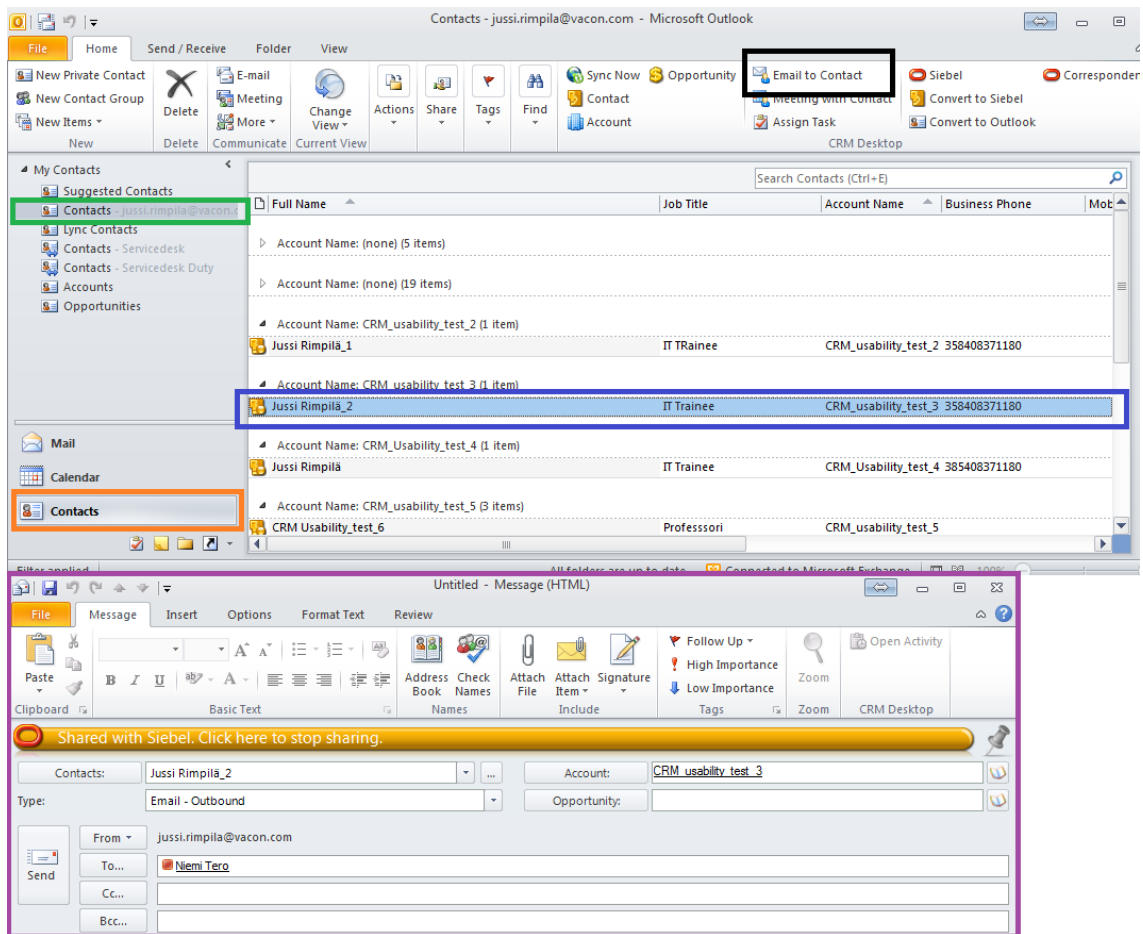 Contacts - jussi.rimpila@vacon.com - Microsoft Outlook
File Home Send / Receive Folder View
New Private Contact
New Contact Group
New Items
New
Delete
Delete
E-mail
Meeting
More
Communicate
Change View
Current View
Actions
Share
Tags
Find
Sync Now
Contact
Account
Opportunity
Email to Contact
Meeting with Contact
Assign Task
Siebel
Convert to Siebel
Convert to Outlook
Corresponden
CRM Desktop
My Contacts
Suggested Contacts
Contacts - jussi.rimpila@vacon.c
Lync Contacts
Contacts - Servicedesk
Contacts - Servicedesk Duty
Accounts
Opportunities
Mail
Calendar
Contacts
Search Contacts (Ctrl+E)
Full Name Job Title Account Name Business Phone Mob
Account Name: (none) (5 items)
Account Name: (none) (19 items)
Account Name: CRM_usability_test_2 (1 item)
Jussi Rimpilä_1 IT TRainee CRM_usability_test_2 358408371180
Account Name: CRM_usability_test_3 (1 item)
Jussi Rimpilä_2 IT Trainee CRM_usability_test_3 358408371180
Account Name: CRM_Usability_test_4 (1 item)
Jussi Rimpilä IT Trainee CRM_Usability_test_4 385408371180
Account Name: CRM_usability_test_5 (3 items)
CRM Usability_test_6 Professsori CRM_usability_test_5
Filter applied All folders are up to date. Connected to Microsoft Exchange 100%
Untitled - Message (HTML)
File Message Insert Options Format Text Review
Paste
Clipboard
B I U
Basic Text
Address Book
Check Names
Names
Attach File
Attach Item
Signature
Include
Follow Up
High Importance
Low Importance
Tags
Zoom
Zoom
Open Activity
CRM Desktop
Shared with Siebel. Click here to stop sharing.
Contacts: Jussi Rimpilä_2 ... Account: CRM_usability_test_3
Type: Email - Outbound Opportunity:
Send
From jussi.rimpila@vacon.com
To... Niemi Tero
Cc...
Bcc...